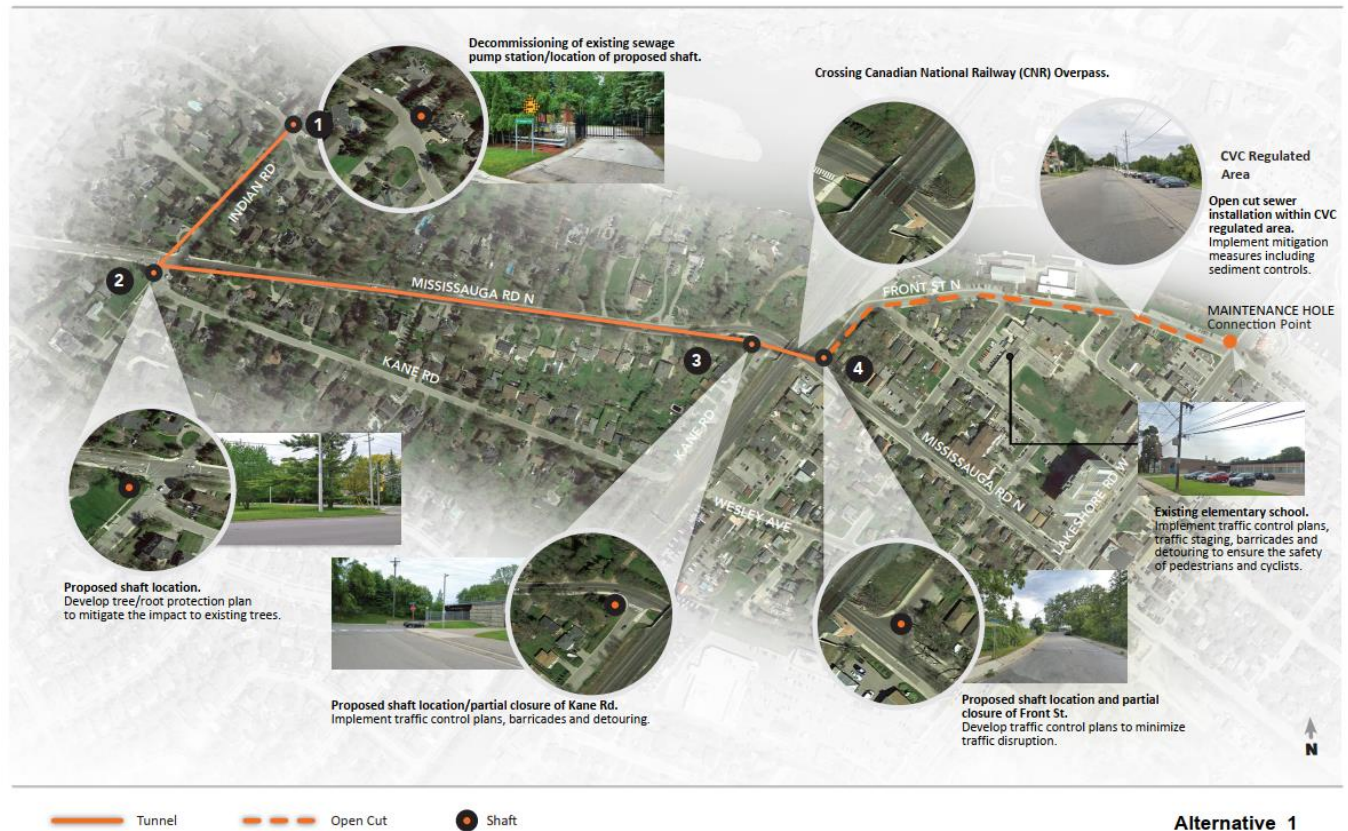 Decommissioning of existing sewage
pump station/location of proposed shaft.
Crossing Canadian National Railway (CNR) Overpass.
CVC Regulated
Area
Open cut sewer
installation within CVC
regulated area.
Implement mitigation
measures including
sediment controls.
1
INDIAN RD
2
MISSISSAUGA RD N
FRONT ST N
MAINTENANCE HOLE
Connection Point
3
4
KANE RD
KANE RD
MISSISSAUGA RD N
WESLEY AVE
LAKESHORE RD W
Existing elementary school.
Implement traffic control plans,
traffic staging, barricades and
detouring to ensure the safety
of pedestrians and cyclists.
Proposed shaft location.
Develop tree/root protection plan
to mitigate the impact to existing trees.
Proposed shaft location/partial closure of Kane Rd.
Implement traffic control plans, barricades and detouring.
Proposed shaft location and partial
closure of Front St.
Develop traffic control plans to minimize
traffic disruption.
N
Tunnel
Open Cut
Shaft
Alternative 1